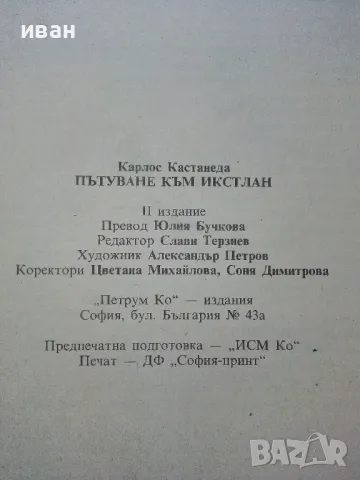 иван
Карлос Кастанеда
ПЪТУВАНЕ КЪМ ИКСТЛАН
II издание
Превод Юлия Бучкова
Редактор Слави Терзиев
Художник Александър Петров
Коректори Цветана Михайлова, Соня Димитрова
„Петрум Ко" — издания
София, бул. България № 43а
Предпечатна подготовка — „ИСМ Ко"
Печат — ДФ „София-принт"
BAZAR